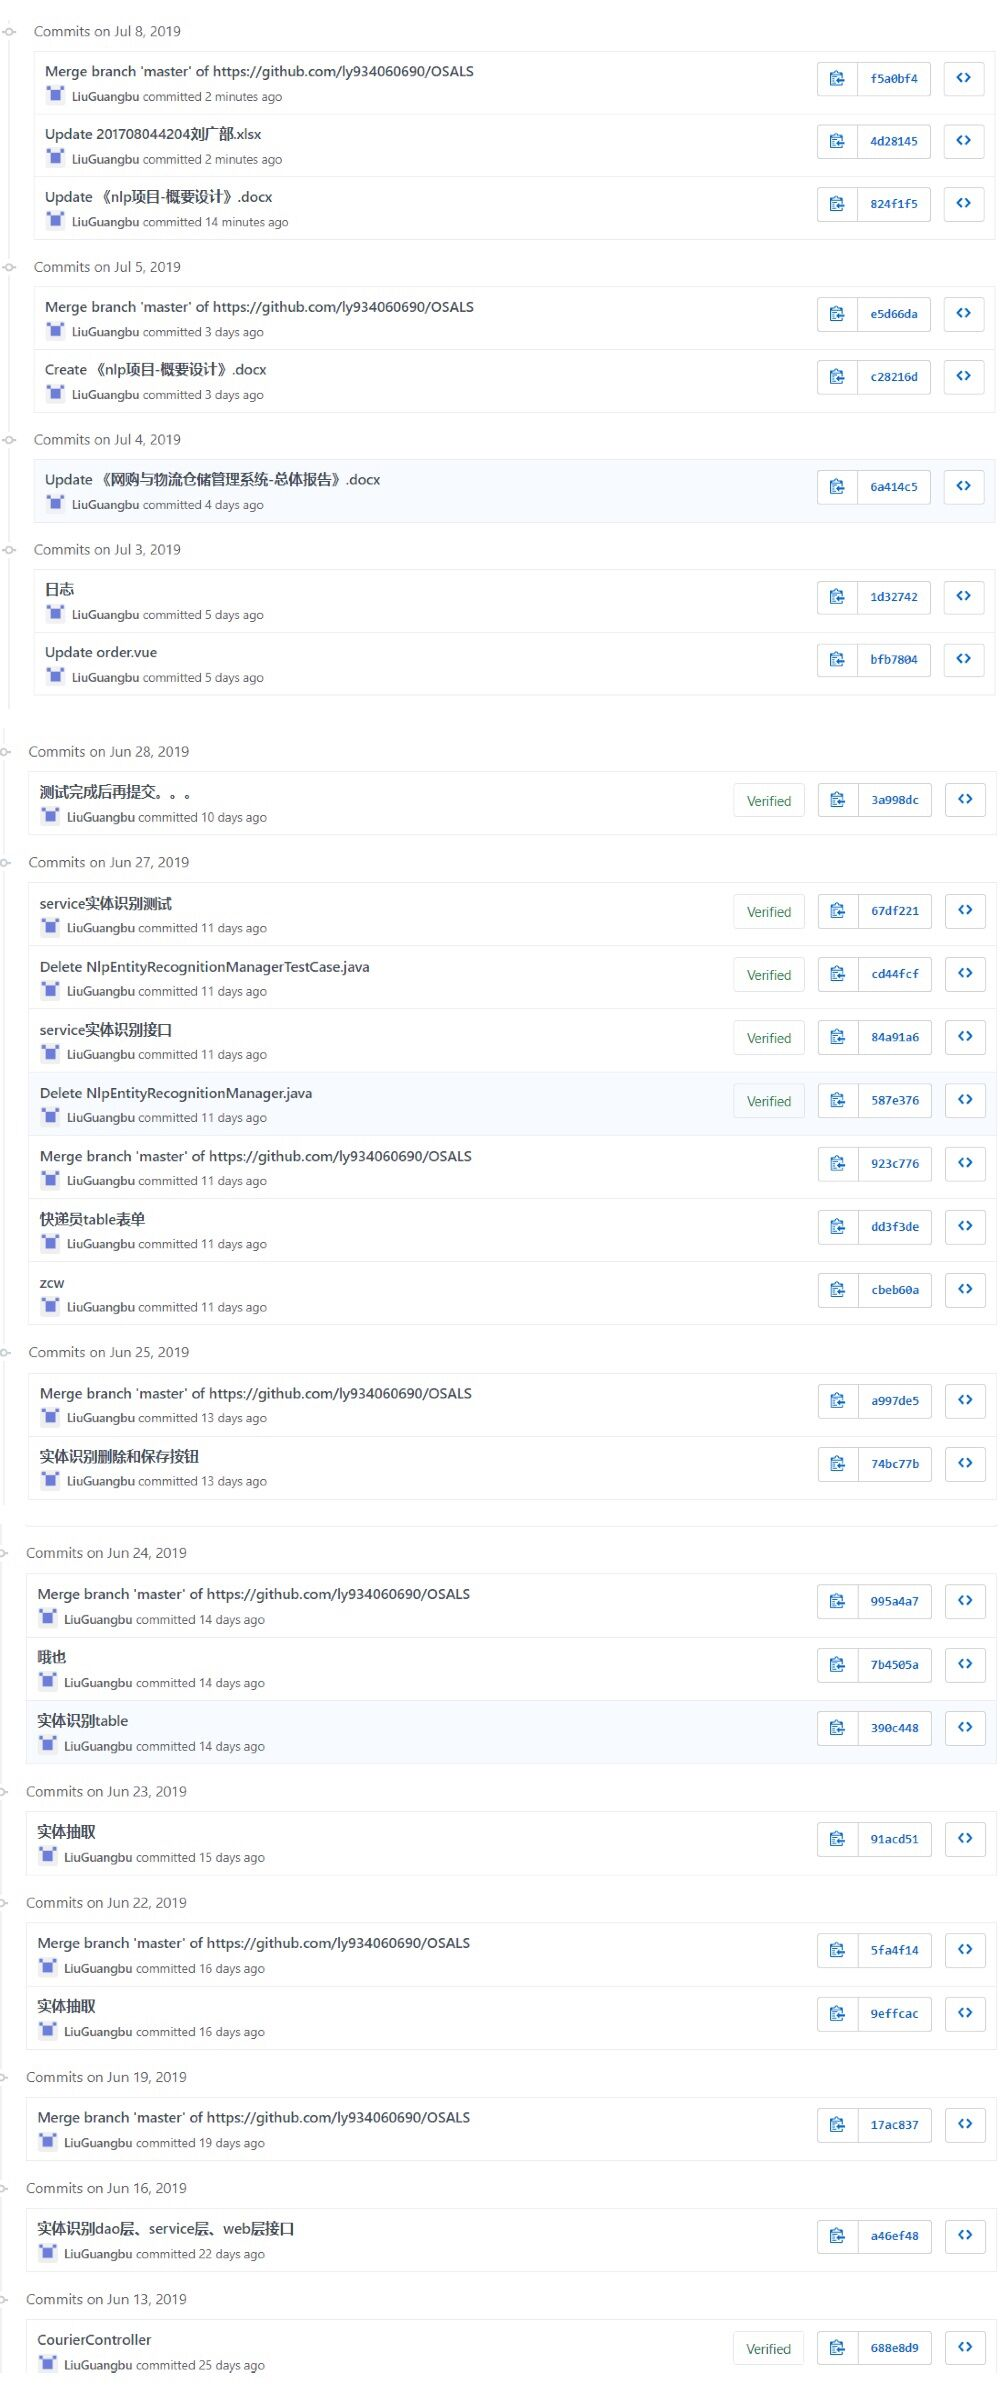 Commits on Jul 8, 2019
Merge branch 'master' of https://github.com/ly934060690/OSALS
f5a0bf4
LiuGuangbu committed 2 minutes ago
Update 201708044204刘广部.xlsx
4d28145
LiuGuangbu committed 2 minutes ago
Update 《nlp项目-概要设计》.docx
824f1f5
LiuGuangbu committed 14 minutes ago
Commits on Jul 5, 2019
Merge branch 'master' of https://github.com/ly934060690/OSALS
e5d66da
LiuGuangbu committed 3 days ago
Create 《nlp项目-概要设计》.docx
c28216d
LiuGuangbu committed 3 days ago
Commits on Jul 4, 2019
Update 《网购与物流仓储管理系统-总体报告》.docx
6a414c5
LiuGuangbu committed 4 days ago
Commits on Jul 3, 2019
日志
1d32742
LiuGuangbu committed 5 days ago
Update order.vue
bfb7804
LiuGuangbu committed 5 days ago
Commits on Jun 28, 2019
测试完成后再提交。。。
Verified 3a998dc
LiuGuangbu committed 10 days ago
Commits on Jun 27, 2019
service实体识别测试
Verified 67df221
LiuGuangbu committed 11 days ago
Delete NlpEntityRecognitionManagerTestCase.java
Verified cd44fcf
LiuGuangbu committed 11 days ago
service实体识别接口
Verified 84a91a6
LiuGuangbu committed 11 days ago
Delete NlpEntityRecognitionManager.java
Verified 587e376
LiuGuangbu committed 11 days ago
Merge branch 'master' of https://github.com/ly934060690/OSALS
923c776
LiuGuangbu committed 11 days ago
快递员table表单
dd3f3de
LiuGuangbu committed 11 days ago
zcw
cbeb60a
LiuGuangbu committed 11 days ago
Commits on Jun 25, 2019
Merge branch 'master' of https://github.com/ly934060690/OSALS
a997de5
LiuGuangbu committed 13 days ago
实体识别删除和保存按钮
74bc77b
LiuGuangbu committed 13 days ago
Commits on Jun 24, 2019
Merge branch 'master' of https://github.com/ly934060690/OSALS
995a4a7
LiuGuangbu committed 14 days ago
哦也
7b4505a
LiuGuangbu committed 14 days ago
实体识别table
390c448
LiuGuangbu committed 14 days ago
Commits on Jun 23, 2019
实体抽取
91acd51
LiuGuangbu committed 15 days ago
Commits on Jun 22, 2019
Merge branch 'master' of https://github.com/ly934060690/OSALS
5fa4f14
LiuGuangbu committed 16 days ago
实体抽取
9effcac
LiuGuangbu committed 16 days ago
Commits on Jun 19, 2019
Merge branch 'master' of https://github.com/ly934060690/OSALS
17ac837
LiuGuangbu committed 19 days ago
Commits on Jun 16, 2019
实体识别dao层、service层、web层接口
a46ef48
LiuGuangbu committed 22 days ago
Commits on Jun 13, 2019
CourierController
Verified 688e8d9
LiuGuangbu committed 25 days ago